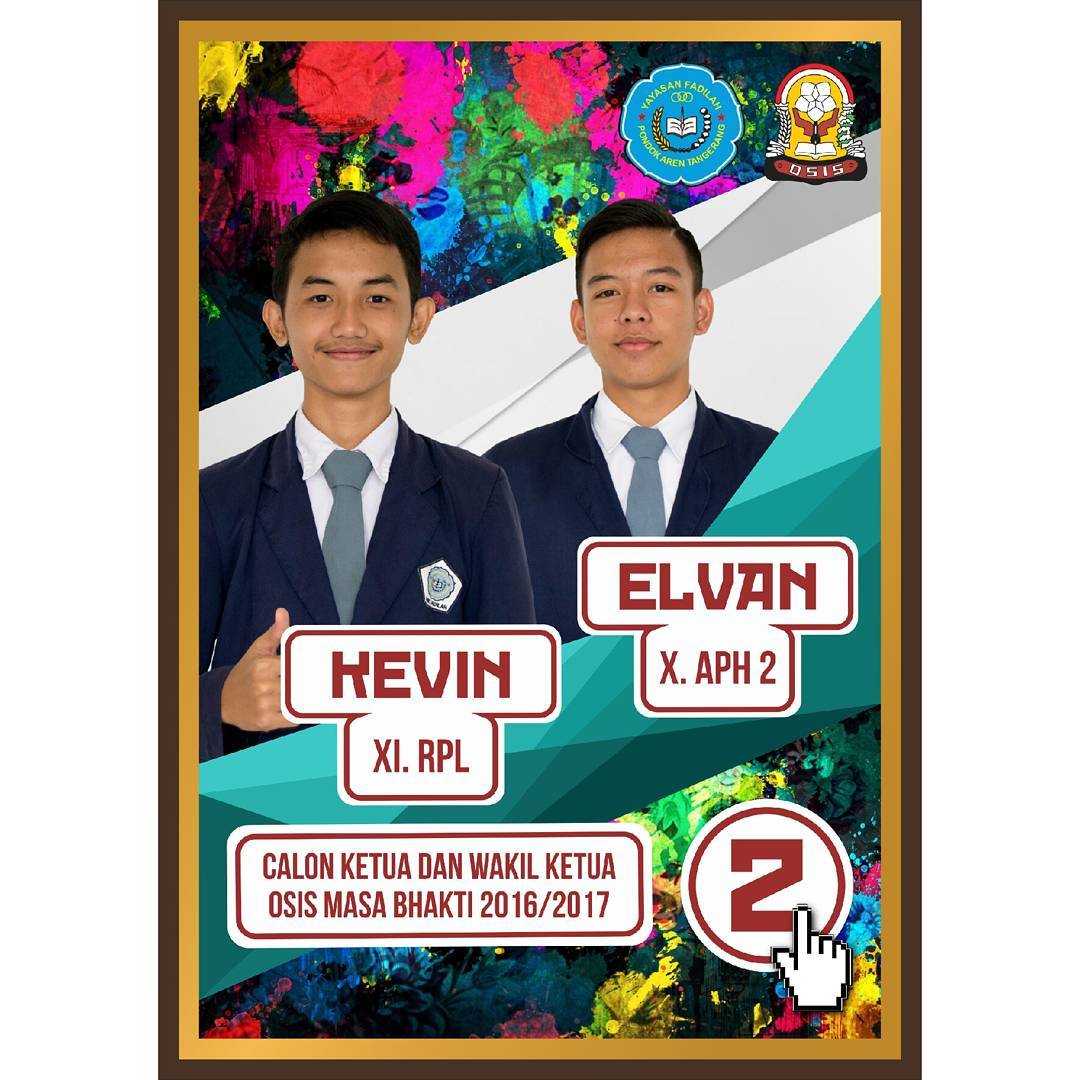 YAYASAN FADILAH
PONDOK AREN TANGERANG
OSIS
ELVAN
X. APH 2
KEVIN
XI. RPL
CALON KETUA DAN WAKIL KETUA
OSIS MASA BHAKTI 2016/2017
2